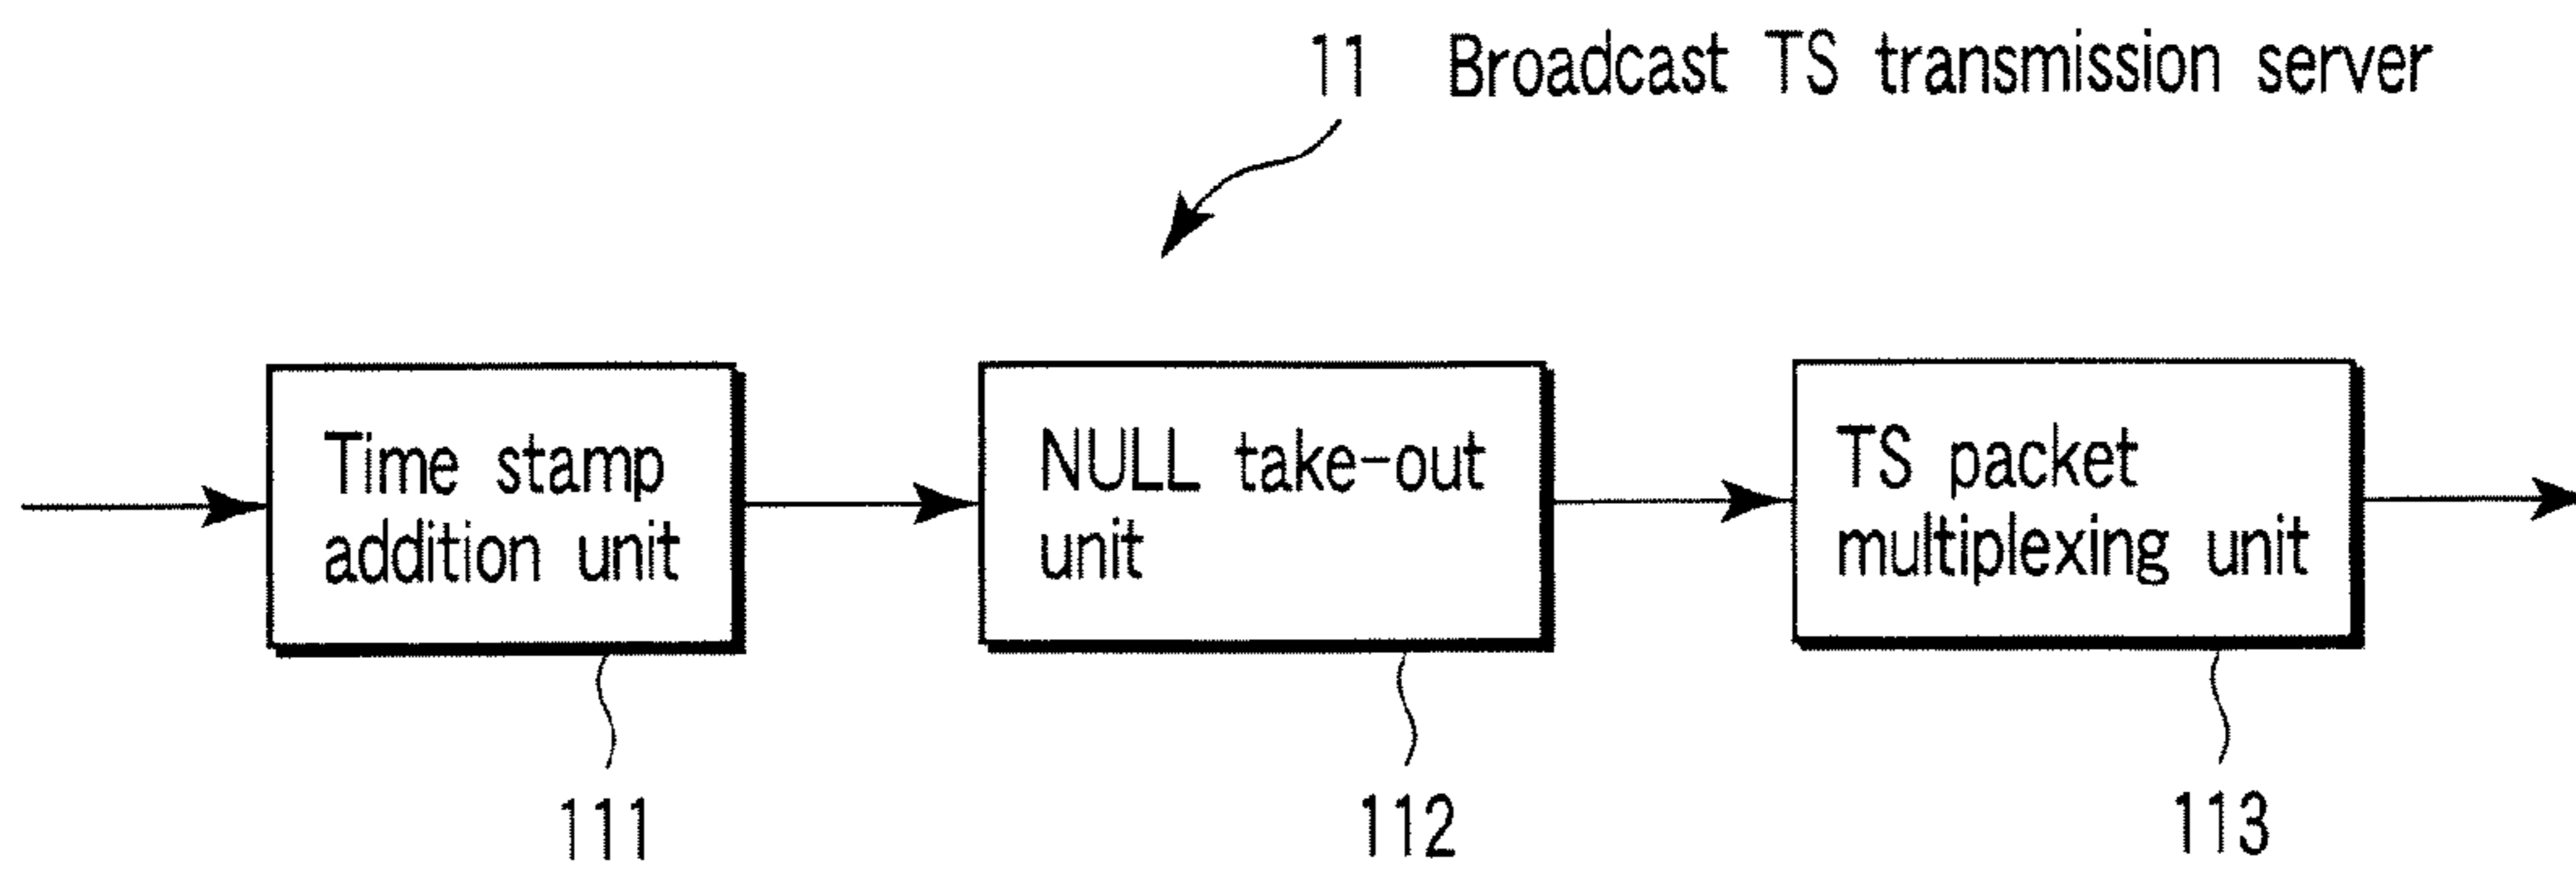 11 Broadcast TS transmission server
Time stamp
addition unit
NULL take-out
unit
TS packet
multiplexing unit
111
112
113